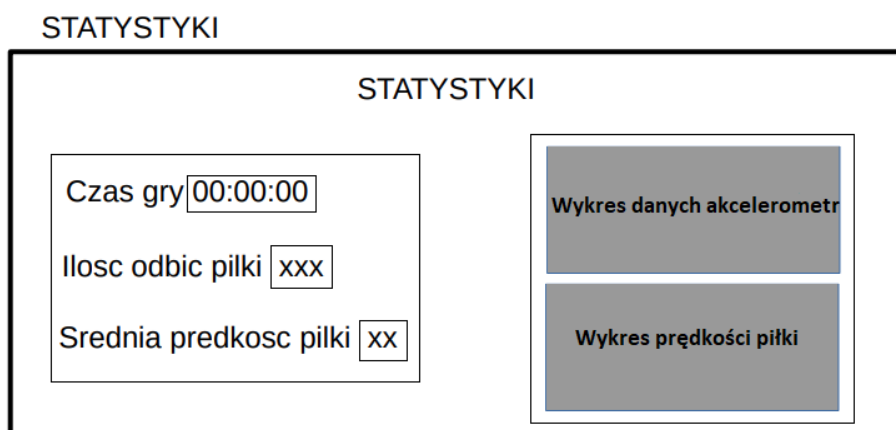 STATYSTYKI
STATYSTYKI
Czas gry 00:00:00
Ilosc odbic pilki xxx
Srednia predkosc pilki xx
Wykres danych akcelerometr
Wykres prędkości piłki